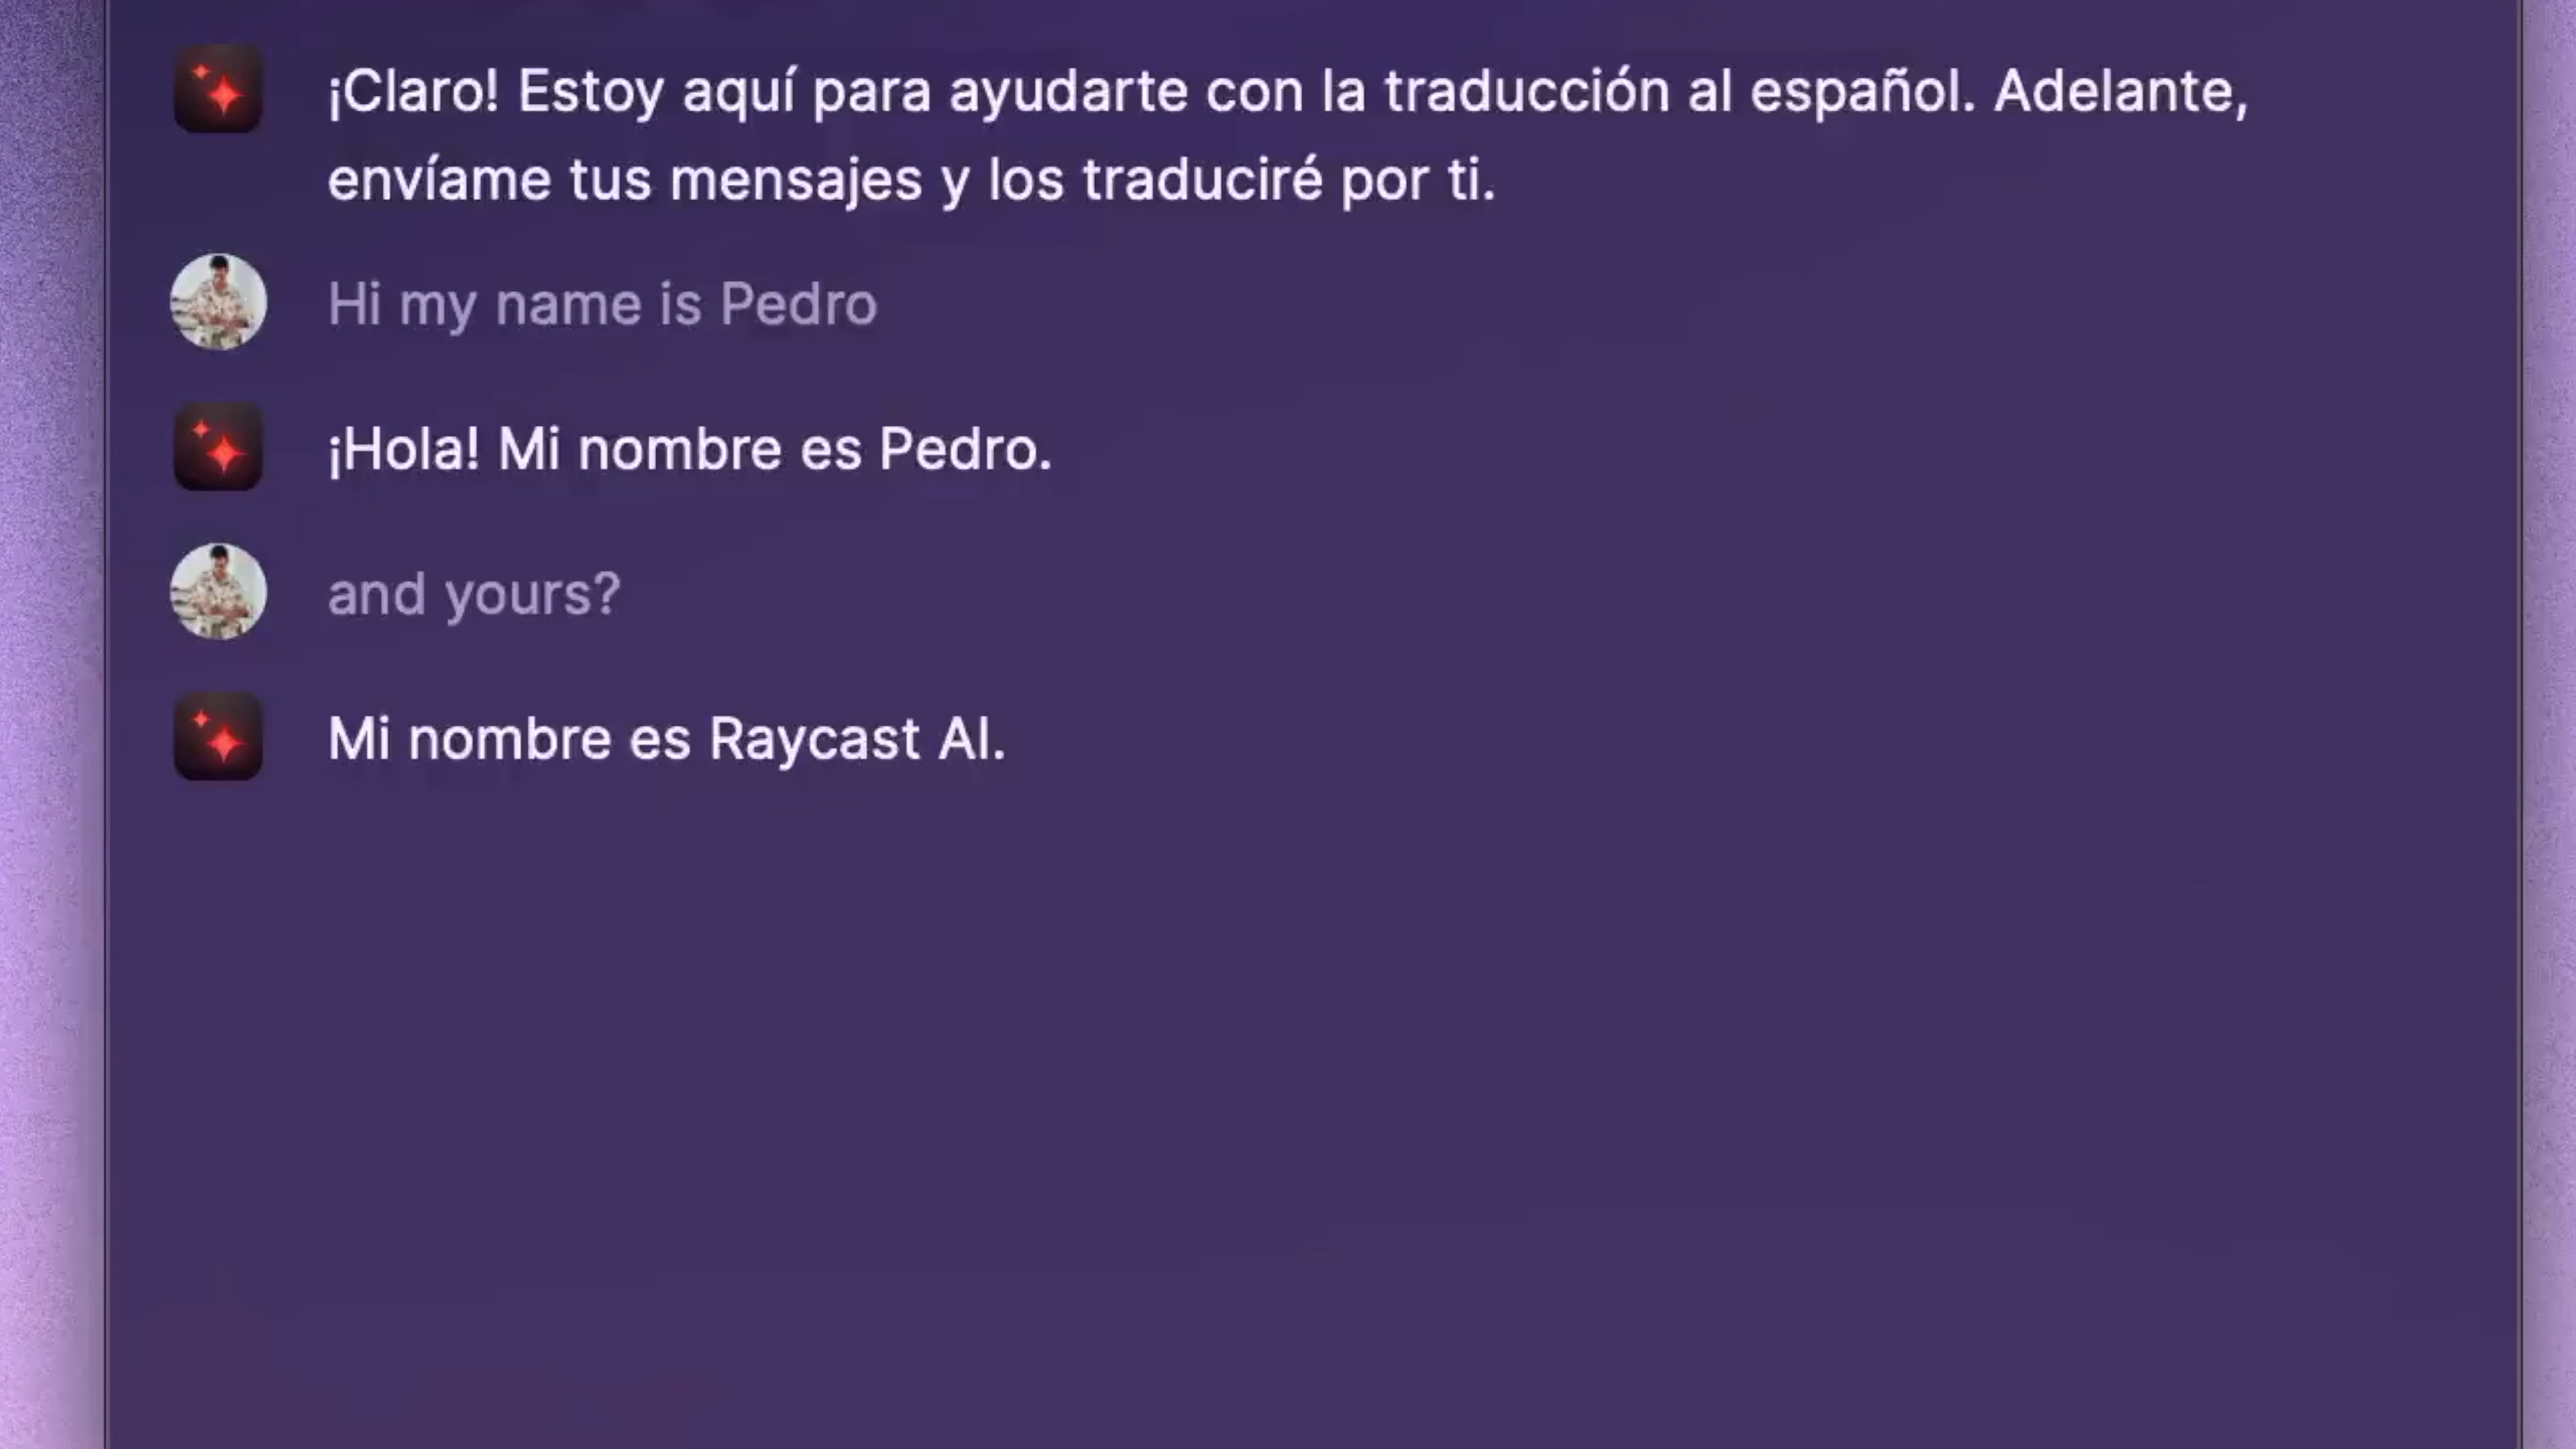 ¡Claro! Estoy aquí para ayudarte con la traducción al español. Adelante,
envíame tus mensajes y los traduciré por ti.
Hi my name is Pedro
¡Hola! Mi nombre es Pedro.
and yours?
Mi nombre es Raycast AI.